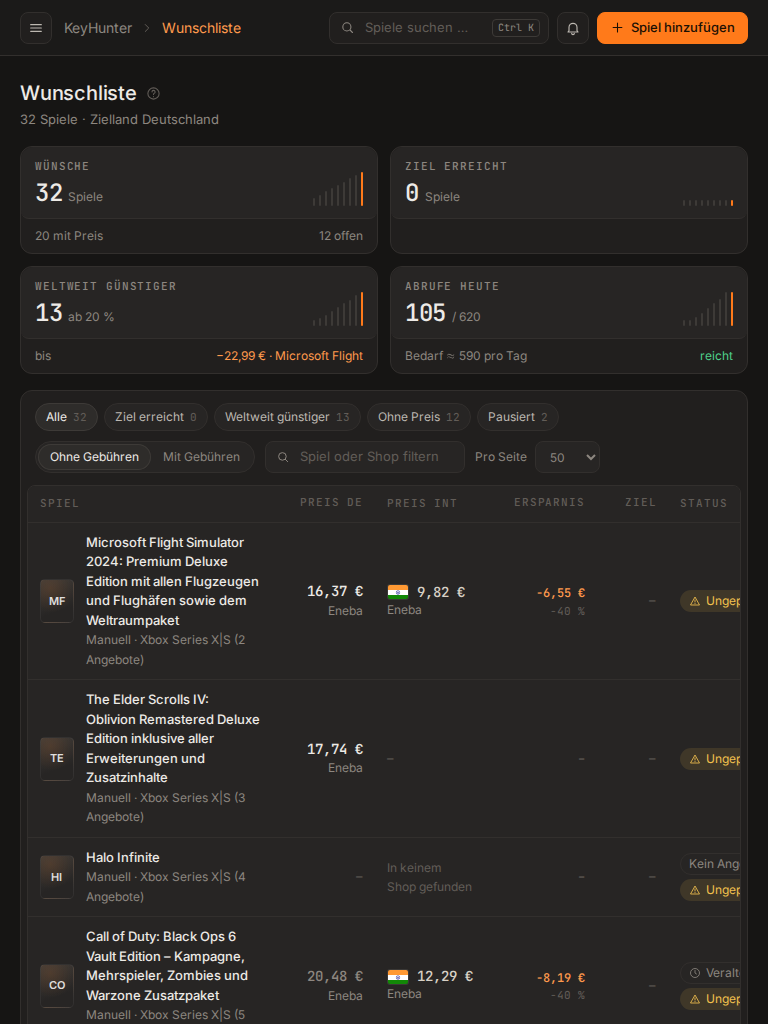 KeyHunter > Wunschliste
Spiele suchen ...
Ctrl K
Spiel hinzufügen
Wunschliste
32 Spiele · Zielland Deutschland
WÜNSCHE
32 Spiele
20 mit Preis
12 offen
ZIEL ERREICHT
0 Spiele
WELTWEIT GÜNSTIGER
13 ab 20 %
bis
−22,99 € · Microsoft Flight
ABRUFE HEUTE
105 / 620
Bedarf ≈ 590 pro Tag
reicht
Alle 32
Ziel erreicht 0
Weltweit günstiger 13
Ohne Preis 12
Pausiert 2
Ohne Gebühren
Mit Gebühren
Spiel oder Shop filtern
Pro Seite
50
SPIEL
PREIS DE
PREIS INT
ERSPARNIS
ZIEL
STATUS
MF
Microsoft Flight Simulator
2024: Premium Deluxe
Edition mit allen Flugzeugen
und Flughäfen sowie dem
Weltraumpaket
Manuell · Xbox Series X|S (2
Angebote)
16,37 €
Eneba
9,82 €
Eneba
-6,55 €
-40 %
–
Ungep
TE
The Elder Scrolls IV:
Oblivion Remastered Deluxe
Edition inklusive aller
Erweiterungen und
Zusatzinhalte
Manuell · Xbox Series X|S (3
Angebote)
17,74 €
Eneba
–
–
–
Ungep
HI
Halo Infinite
Manuell · Xbox Series X|S (4
Angebote)
–
In keinem
Shop gefunden
–
–
Kein Ang
Ungep
CO
Call of Duty: Black Ops 6
Vault Edition – Kampagne,
Mehrspieler, Zombies und
Warzone Zusatzpaket
Manuell · Xbox Series X|S (5
20,48 €
Eneba
12,29 €
Eneba
-8,19 €
-40 %
–
Veralt
Ungep